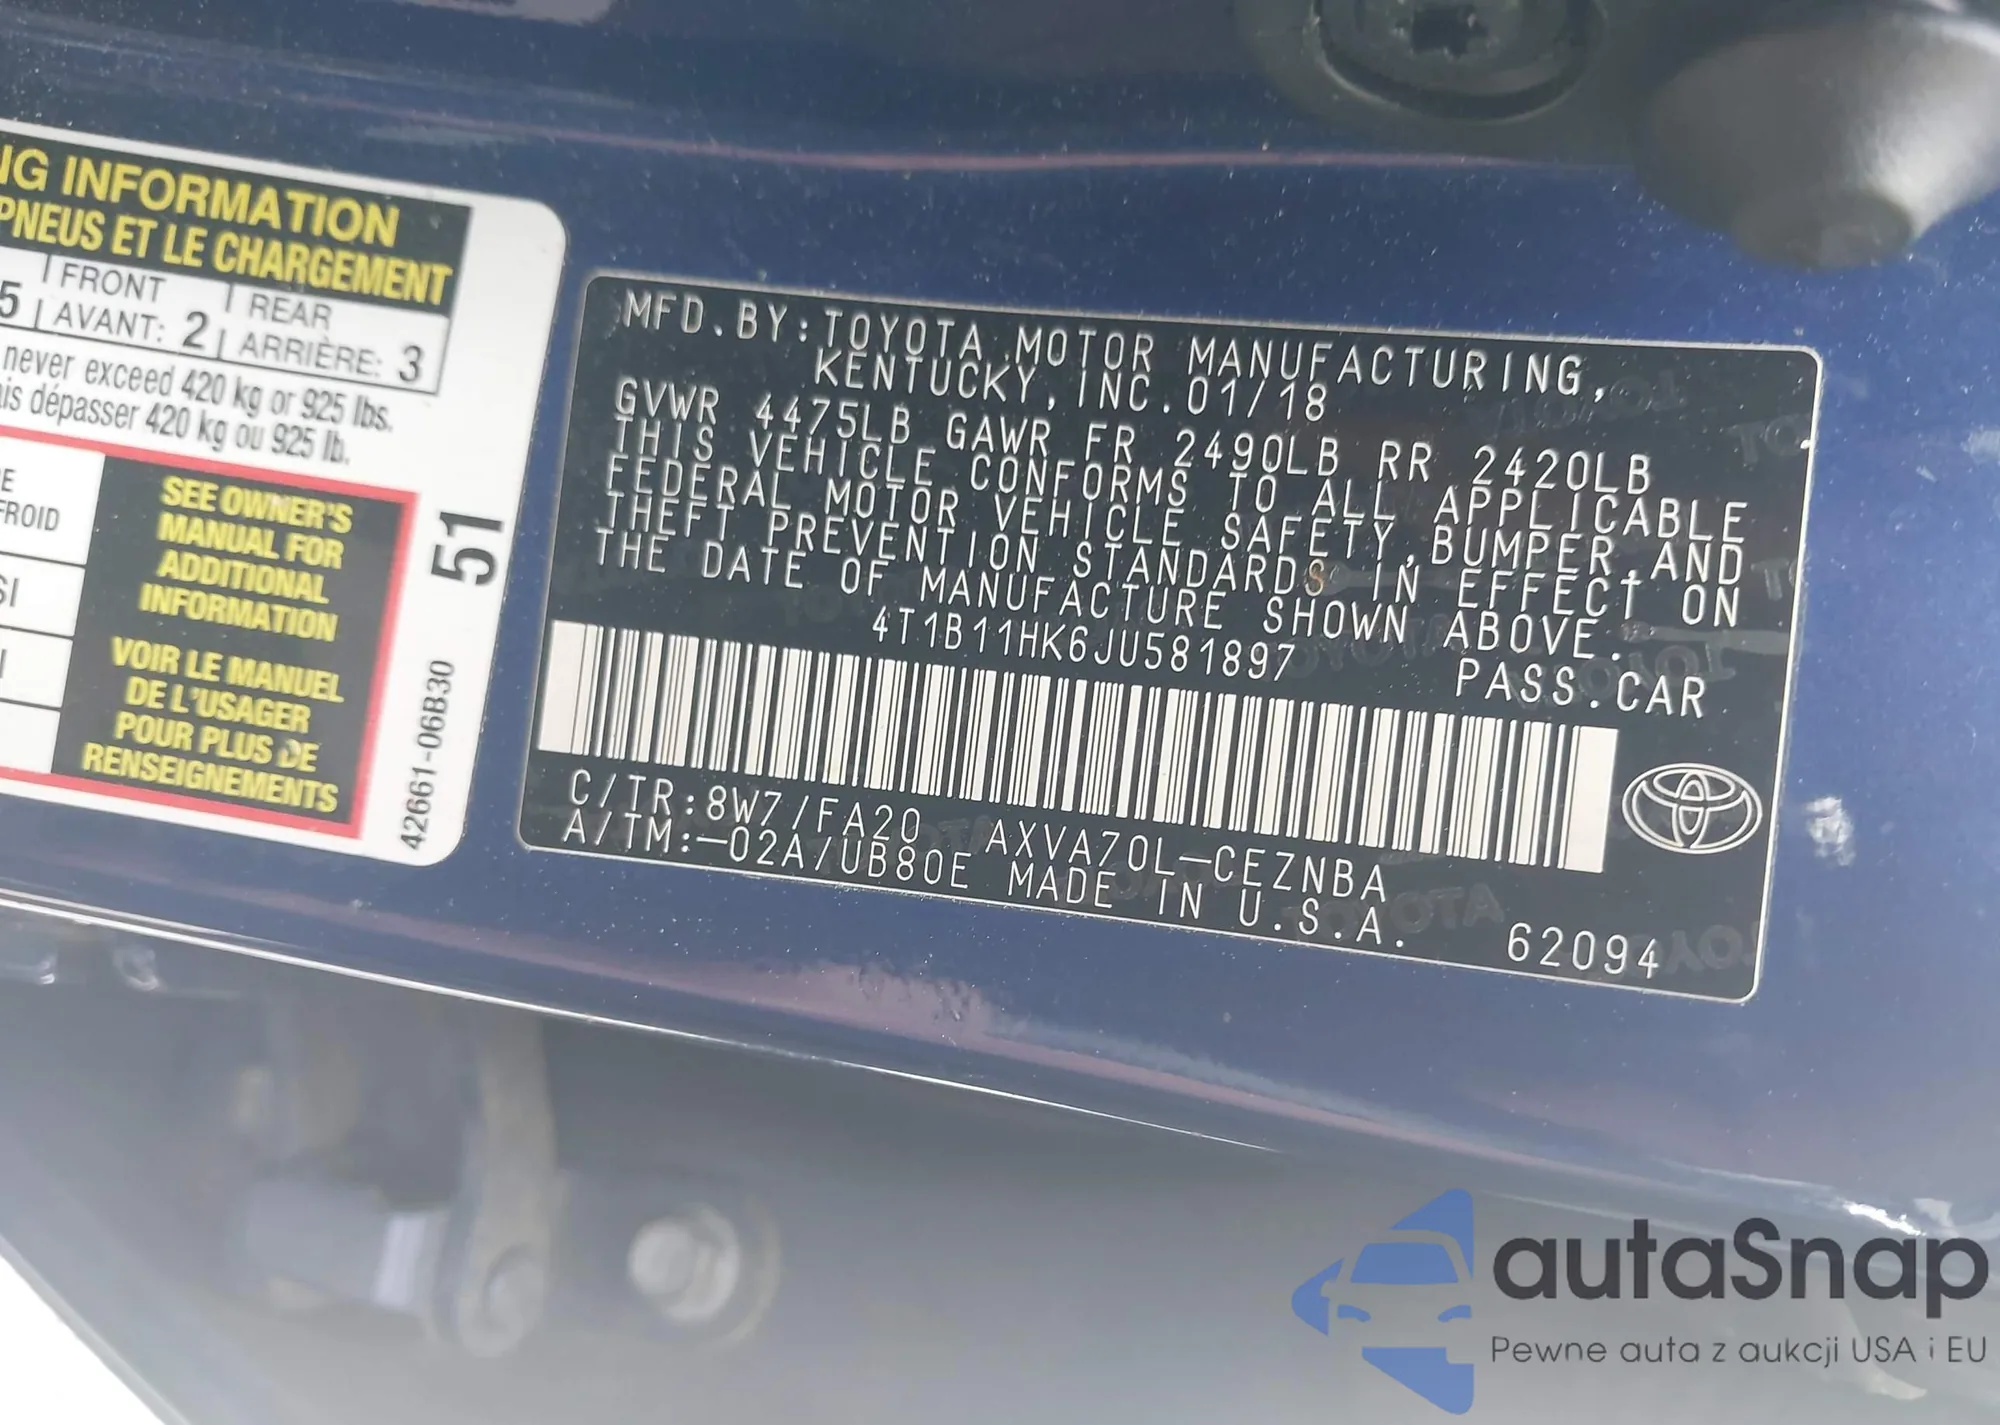 NG INFORMATION
PNEUS ET LE CHARGEMENT
5 FRONT AVANT: 2 REAR ARRIÈRE: 3
never exceed 420 kg or 925 lbs.
is dépasser 420 kg ou 925 lb.
FROID
SEE OWNER'S
MANUAL FOR
ADDITIONAL
INFORMATION
VOIR LE MANUEL
DE L'USAGER
POUR PLUS DE
RENSEIGNEMENTS
51
42661-06B30
MFD.BY:TOYOTA MOTOR MANUFACTURING,
KENTUCKY, INC. 01/18
GVWR 4475LB GAWR FR 2490LB RR 2420LB
THIS VEHICLE CONFORMS TO ALL APPLICABLE
FEDERAL MOTOR VEHICLE SAFETY, BUMPER, AND
THEFT PREVENTION STANDARDS IN EFFECT ON
THE DATE OF MANUFACTURE SHOWN ABOVE.
4T1B11HK6JU581897 PASS.CAR
C/TR:8W7/FA20 AXVA70L-CEZNBA
A/TM:-02A/UB80E MADE IN U.S.A. 62094
autaSnap
Pewne auta z aukcji USA i EU